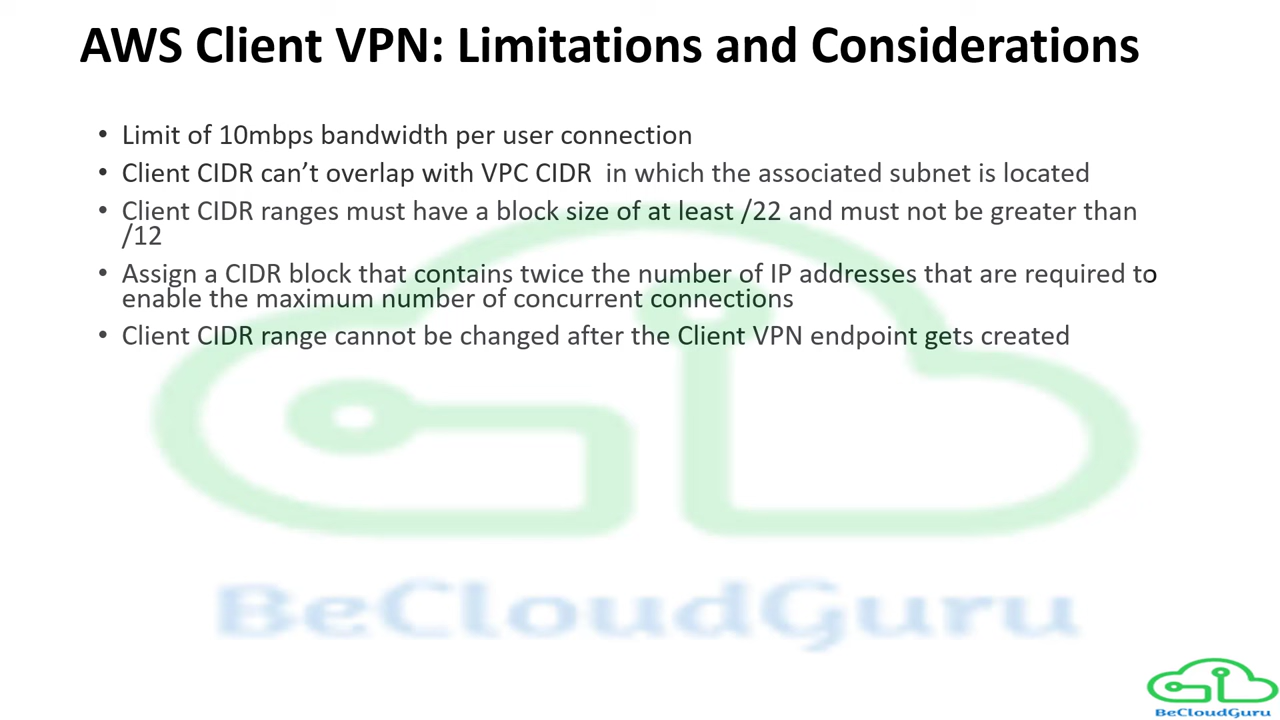 AWS Client VPN: Limitations and Considerations
• Limit of 10mbps bandwidth per user connection
• Client CIDR can’t overlap with VPC CIDR  in which the associated subnet is located
• Client CIDR ranges must have a block size of at least /22 and must not be greater than
/12
• Assign a CIDR block that contains twice the number of IP addresses that are required to
enable the maximum number of concurrent connections
• Client CIDR range cannot be changed after the Client VPN endpoint gets created
BeCloudGuru
BeCloudGuru